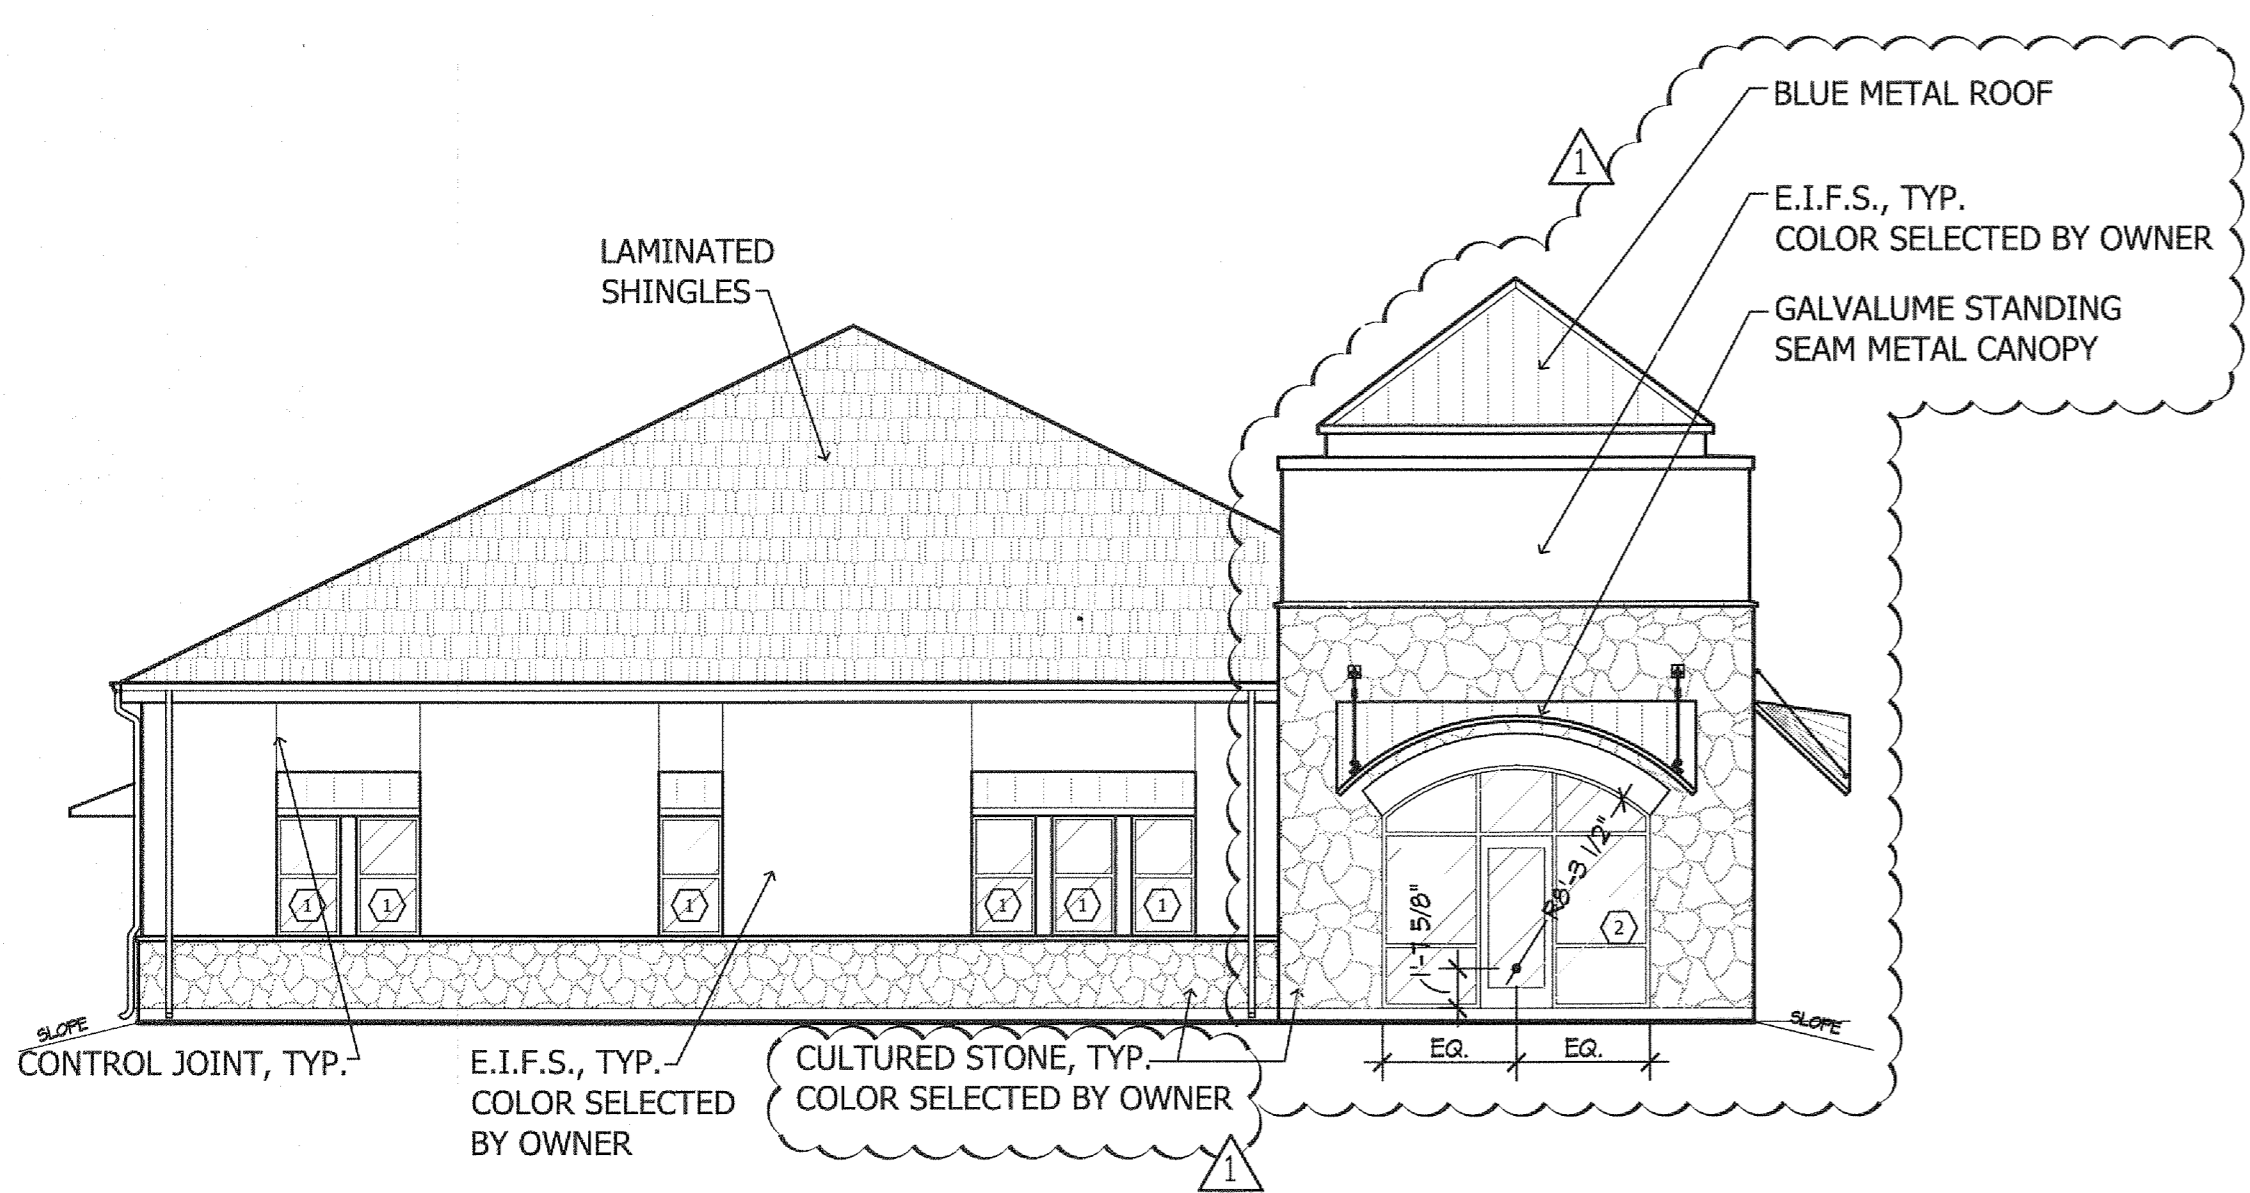 BLUE METAL ROOF
1
E.I.F.S., TYP.
COLOR SELECTED BY OWNER
LAMINATED
SHINGLES
GALVALUME STANDING
SEAM METAL CANOPY
R8'-3 1/2"
1'-7 5/8"
1
1
1
1
1
1
2
SLOPE
SLOPE
CONTROL JOINT, TYP.
E.I.F.S., TYP.
COLOR SELECTED
BY OWNER
CULTURED STONE, TYP.
COLOR SELECTED BY OWNER
EQ.
EQ.
1